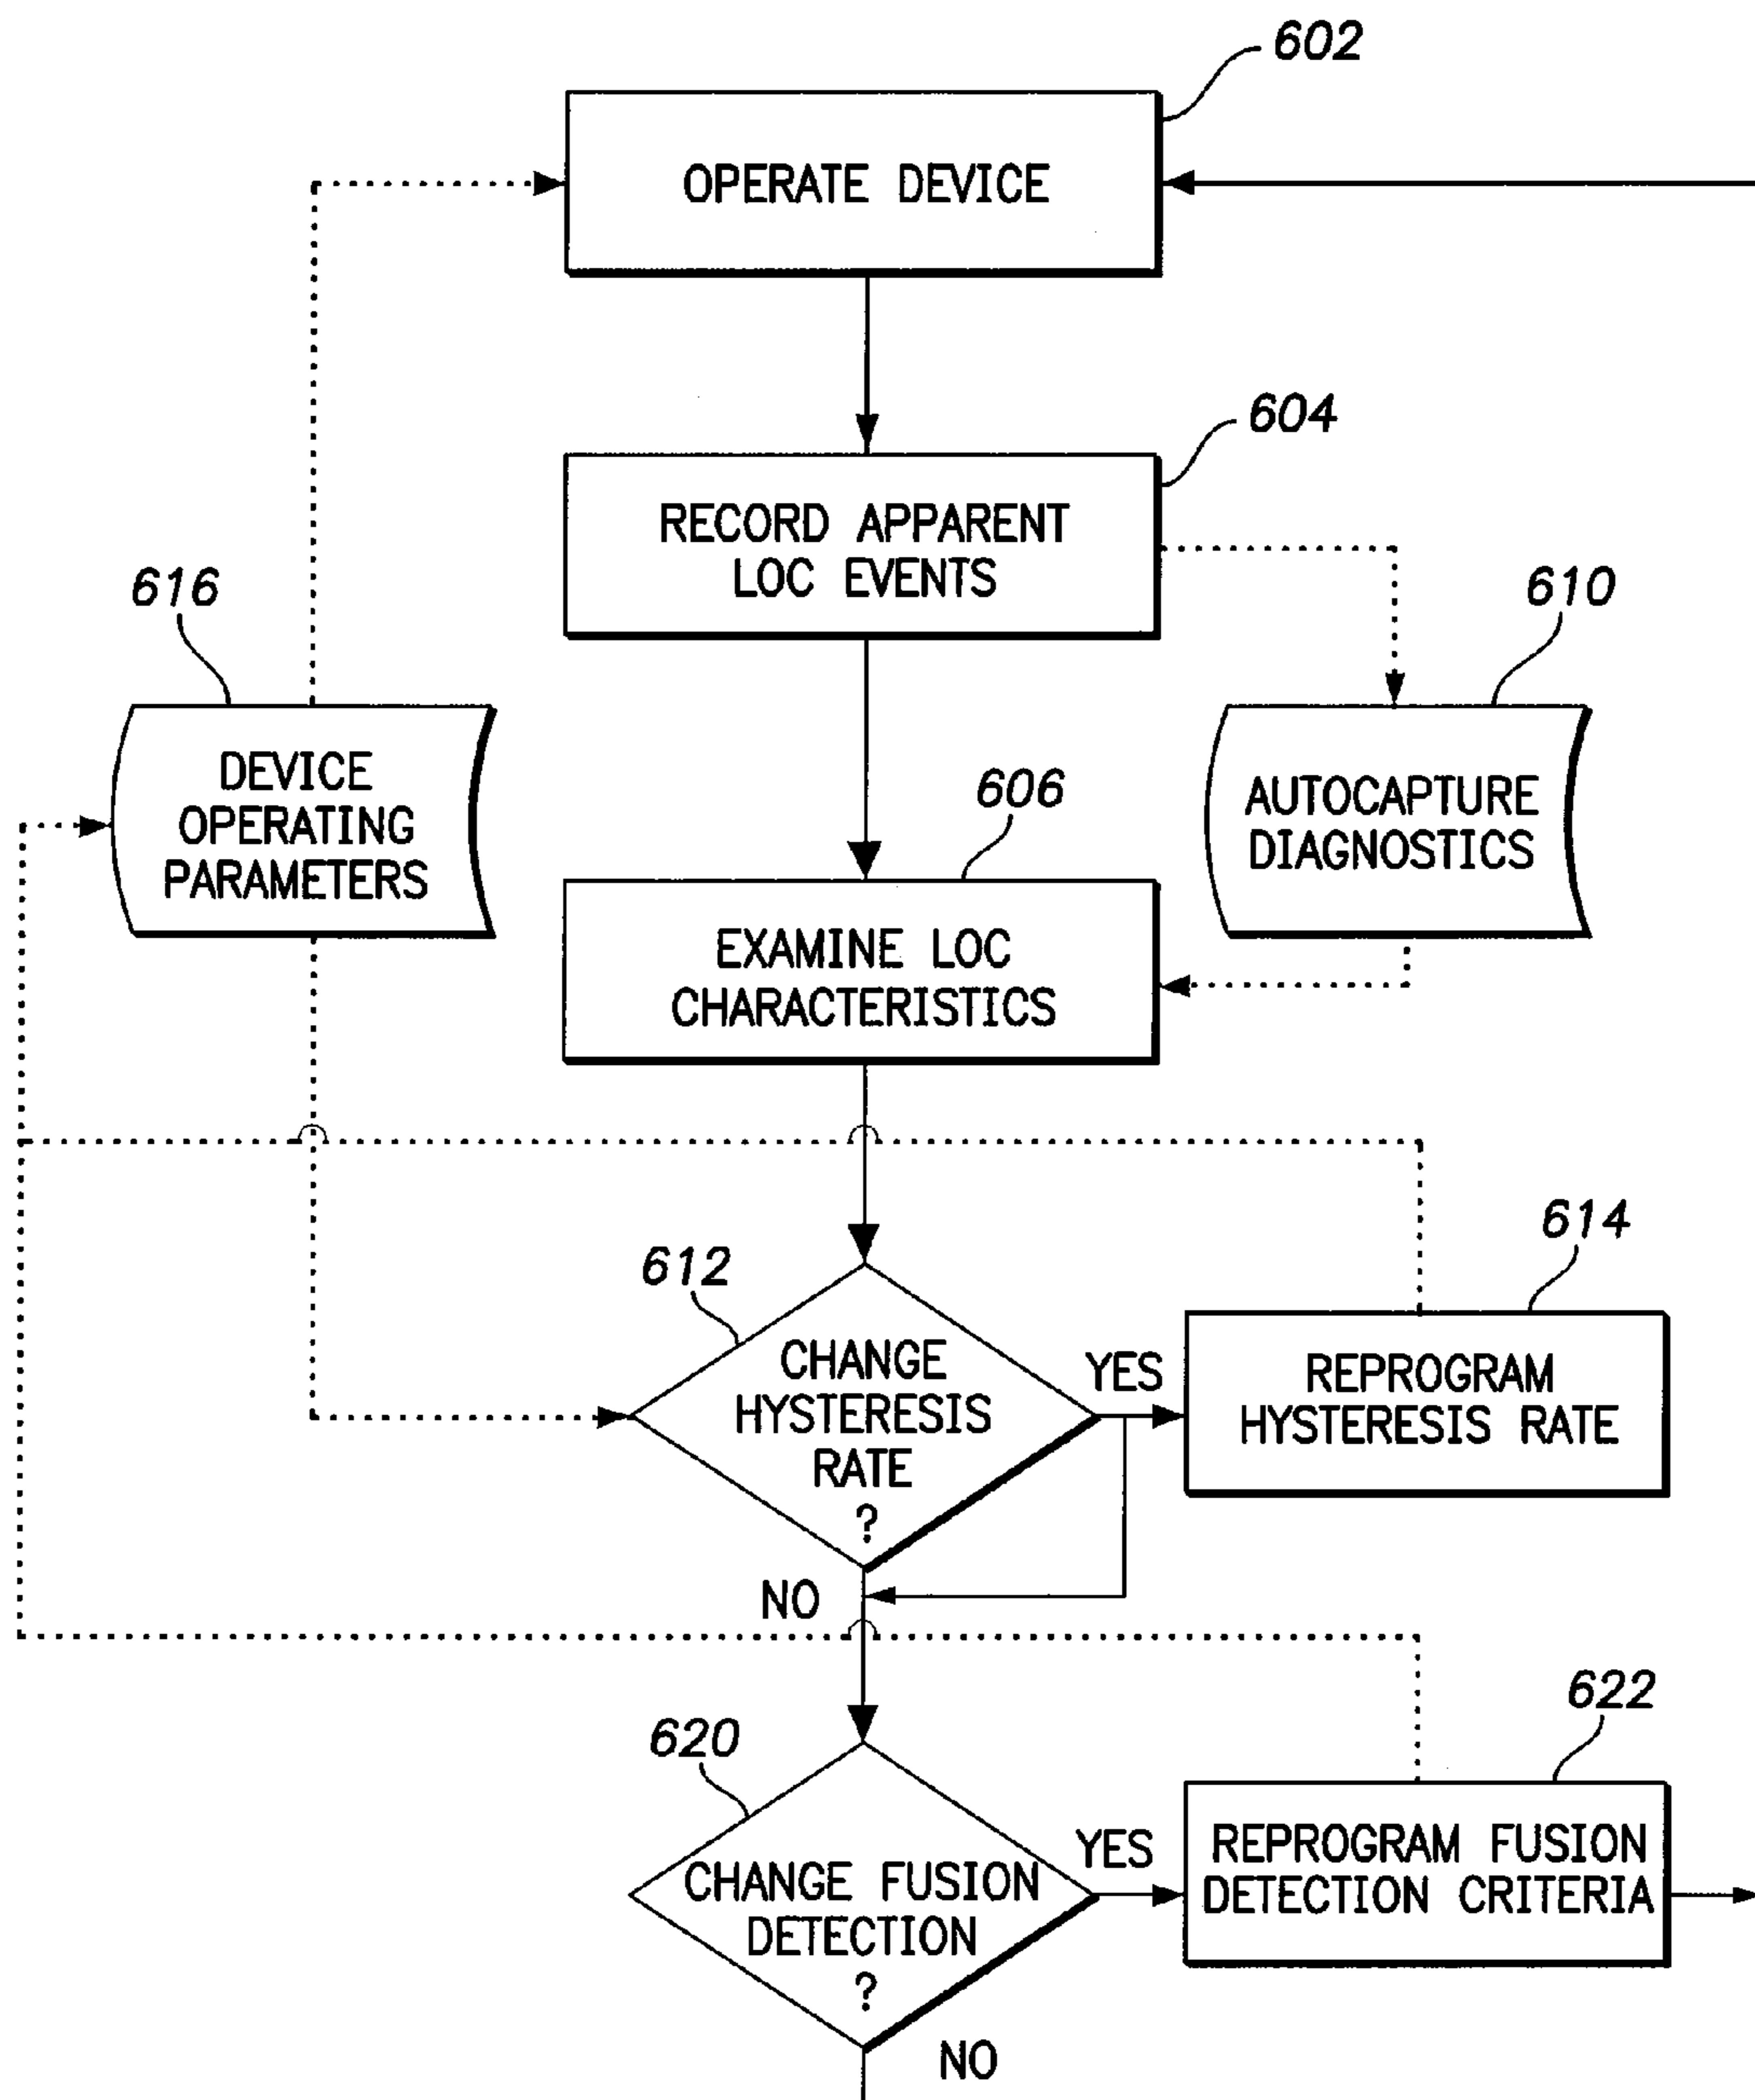 602
OPERATE DEVICE
604
RECORD APPARENT
LOC EVENTS
616
610
DEVICE
OPERATING
PARAMETERS
AUTOCAPTURE
DIAGNOSTICS
606
EXAMINE LOC
CHARACTERISTICS
612
614
CHANGE
HYSTERESIS
RATE
?
YES
REPROGRAM
HYSTERESIS RATE
NO
620
622
CHANGE FUSION
DETECTION
?
YES
REPROGRAM FUSION
DETECTION CRITERIA
NO